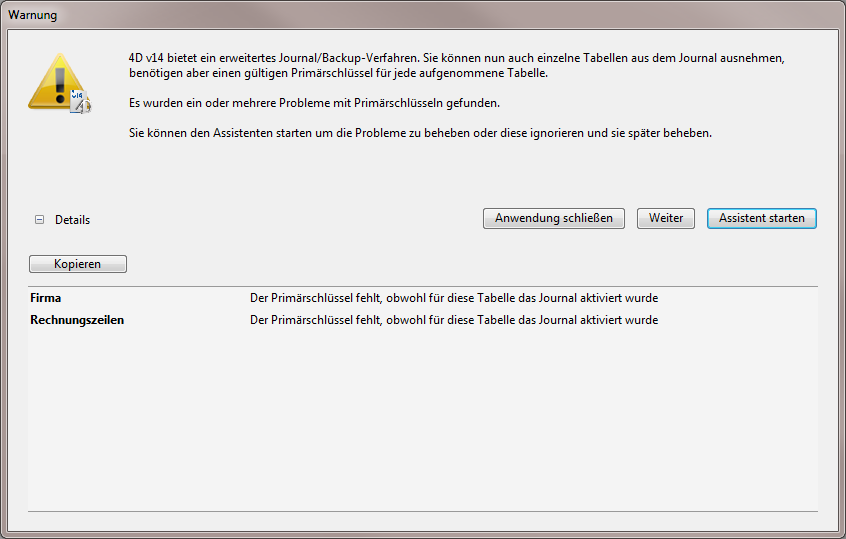 Warnung
4D v14 bietet ein erweitertes Journal/Backup-Verfahren. Sie können nun auch einzelne Tabellen aus dem Journal ausnehmen,
benötigen aber einen gültigen Primärschlüssel für jede aufgenommene Tabelle.
Es wurden ein oder mehrere Probleme mit Primärschlüsseln gefunden.
Sie können den Assistenten starten um die Probleme zu beheben oder diese ignorieren und sie später beheben.
v14
Details
Anwendung schließen
Weiter
Assistent starten
Kopieren
Firma Der Primärschlüssel fehlt, obwohl für diese Tabelle das Journal aktiviert wurde
Rechnungszeilen Der Primärschlüssel fehlt, obwohl für diese Tabelle das Journal aktiviert wurde